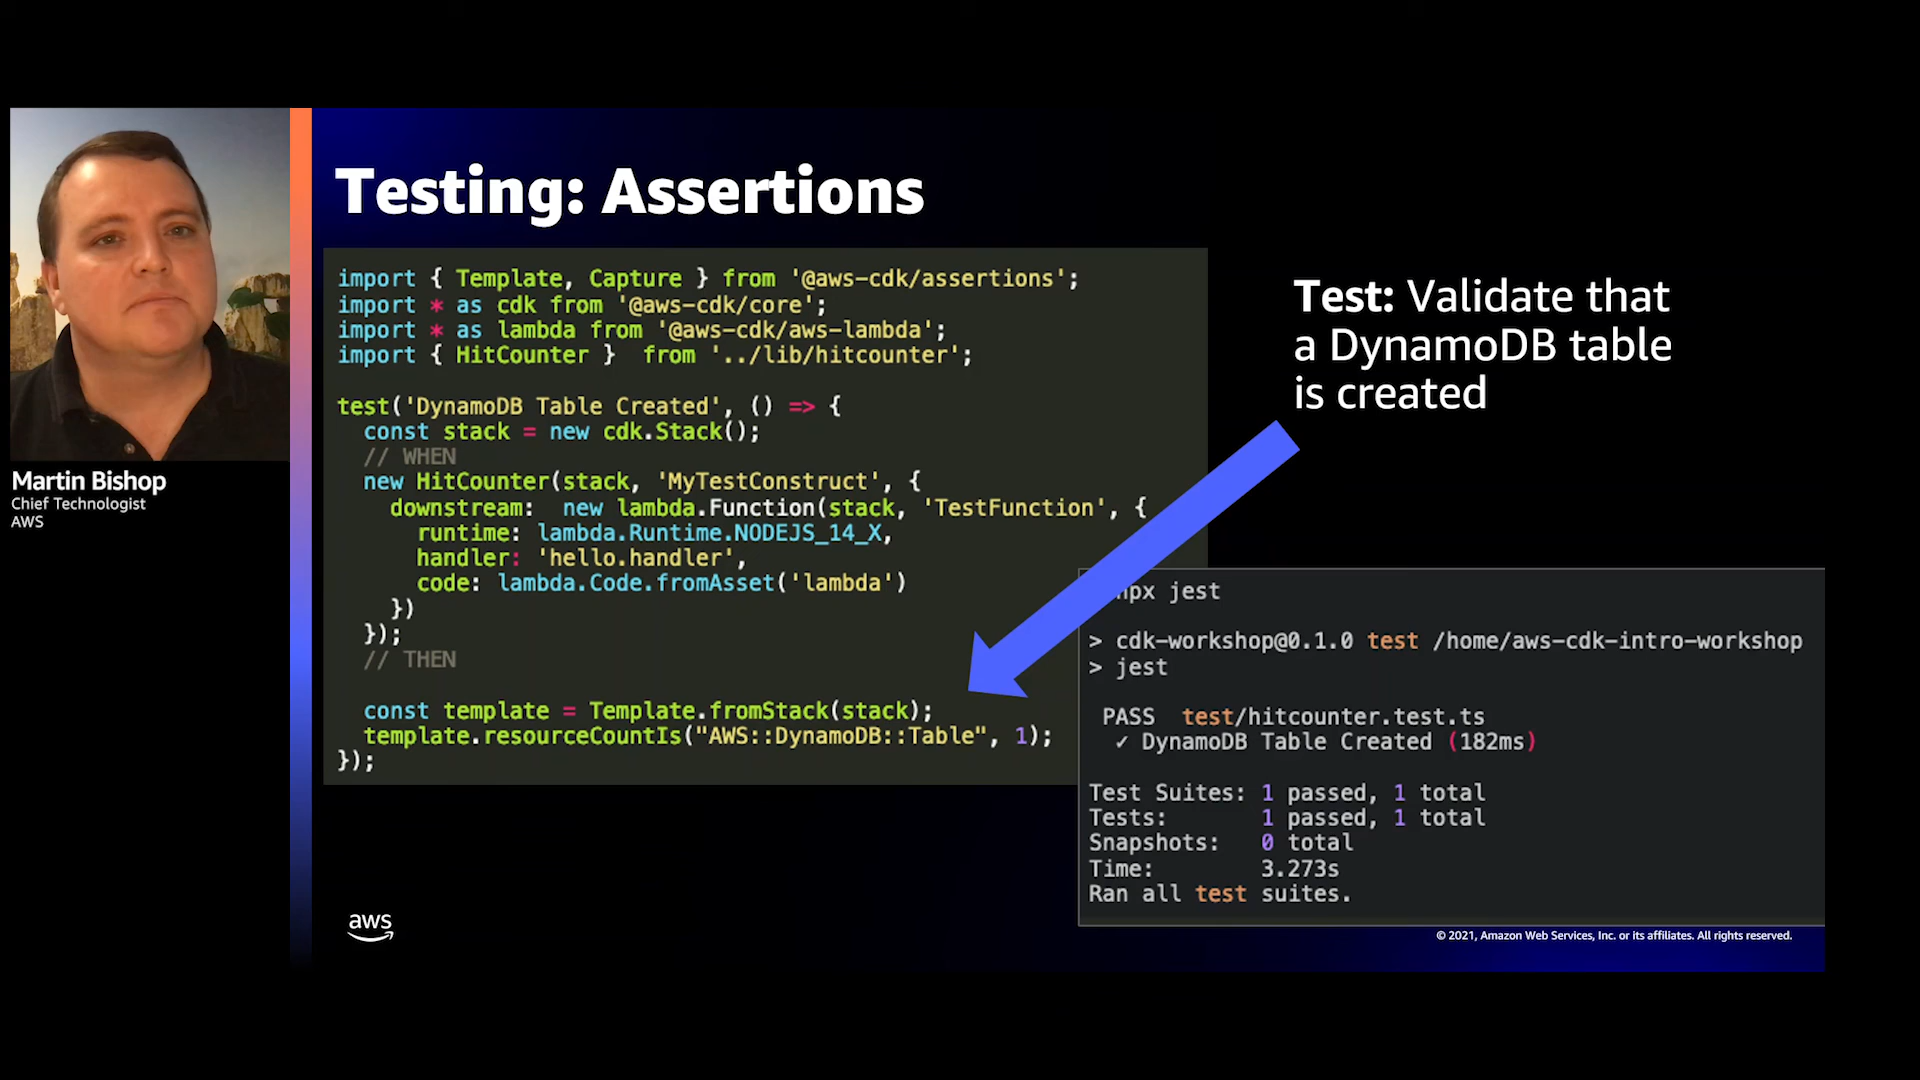 Testing: Assertions
import { Template, Capture } from '@aws-cdk/assertions';
import * as cdk from '@aws-cdk/core';
import * as lambda from '@aws-cdk/aws-lambda';
import { HitCounter }  from '../lib/hitcounter';
test('DynamoDB Table Created', () => {
  const stack = new cdk.Stack();
  // WHEN
  new HitCounter(stack, 'MyTestConstruct', {
    downstream:  new lambda.Function(stack, 'TestFunction', {
      runtime: lambda.Runtime.NODEJS_14_X,
      handler: 'hello.handler',
      code: lambda.Code.fromAsset('lambda')
    })
  });
  // THEN
  const template = Template.fromStack(stack);
  template.resourceCountIs("AWS::DynamoDB::Table", 1);
});
Test: Validate that
a DynamoDB table
is created
npx jest
> cdk-workshop@0.1.0 test /home/aws-cdk-intro-workshop
> jest
PASS  test/hitcounter.test.ts
✓ DynamoDB Table Created (182ms)
Test Suites: 1 passed, 1 total
Tests:       1 passed, 1 total
Snapshots:   0 total
Time:        3.273s
Ran all test suites.
Martin Bishop
Chief Technologist
AWS
aws
© 2021, Amazon Web Services, Inc. or its affiliates. All rights reserved.